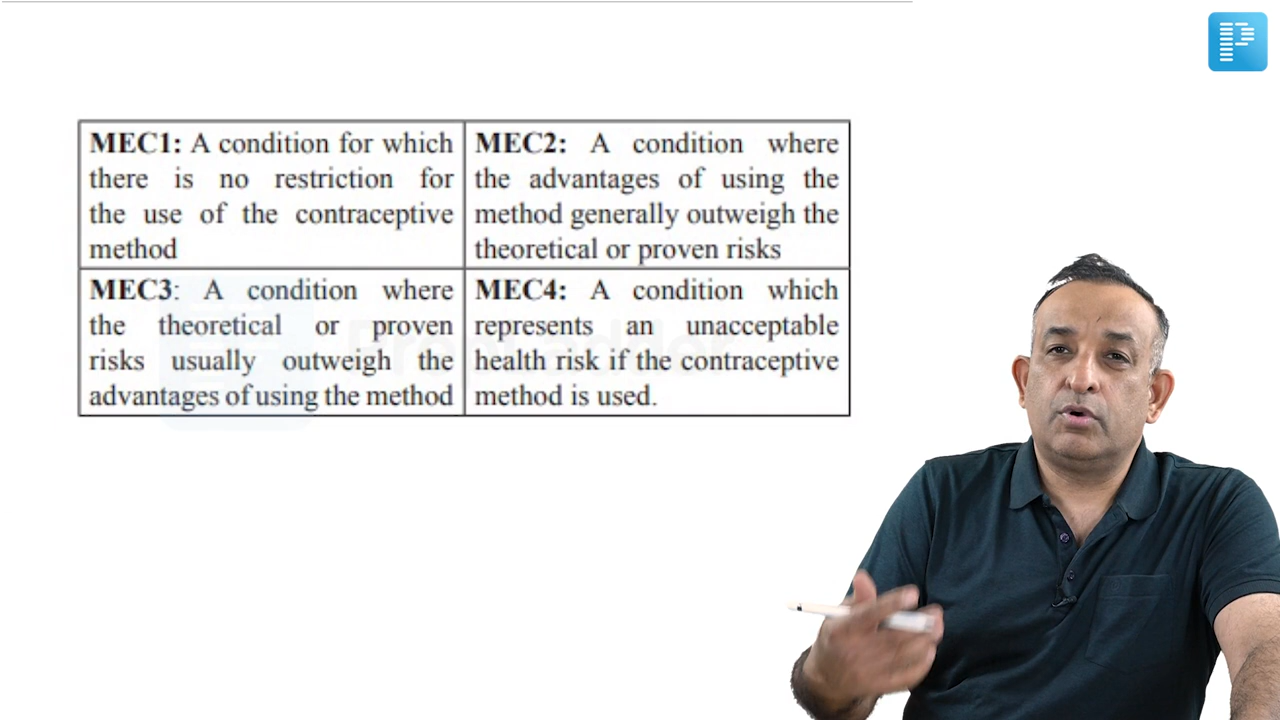 MEC1: A condition for which
there is no restriction for
the use of the contraceptive
method
MEC2: A condition where
the advantages of using the
method generally outweigh the
theoretical or proven risks
MEC3: A condition where
the theoretical or proven
risks usually outweigh the
advantages of using the method
MEC4: A condition which
represents an unacceptable
health risk if the contraceptive
method is used.